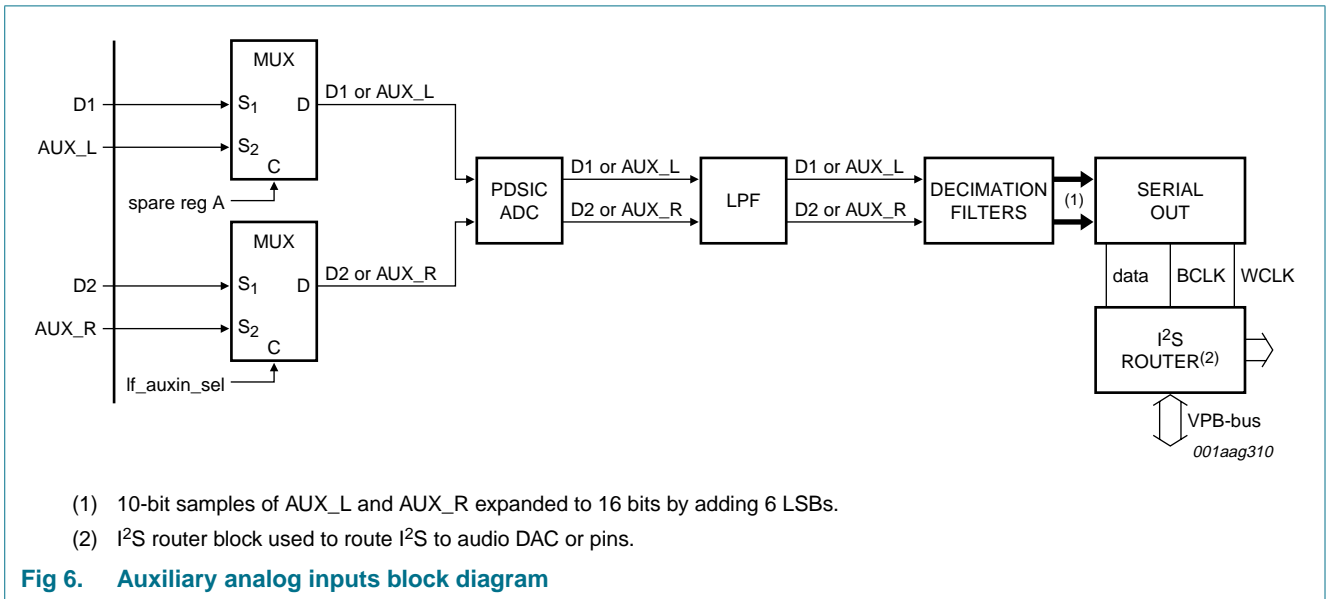 MUX
D1
S1
D
D1 or AUX_L
AUX_L
S2
C
spare reg A
MUX
D2
S1
D
D2 or AUX_R
AUX_R
S2
C
lf_auxin_sel
PDSIC
ADC
D1 or AUX_L
D2 or AUX_R
LPF
D1 or AUX_L
D2 or AUX_R
DECIMATION
FILTERS
(1)
SERIAL
OUT
data
BCLK
WCLK
I2S
ROUTER(2)
VPB-bus
001aag310
(1) 10-bit samples of AUX_L and AUX_R expanded to 16 bits by adding 6 LSBs.
(2) I2S router block used to route I2S to audio DAC or pins.
Fig 6. Auxiliary analog inputs block diagram